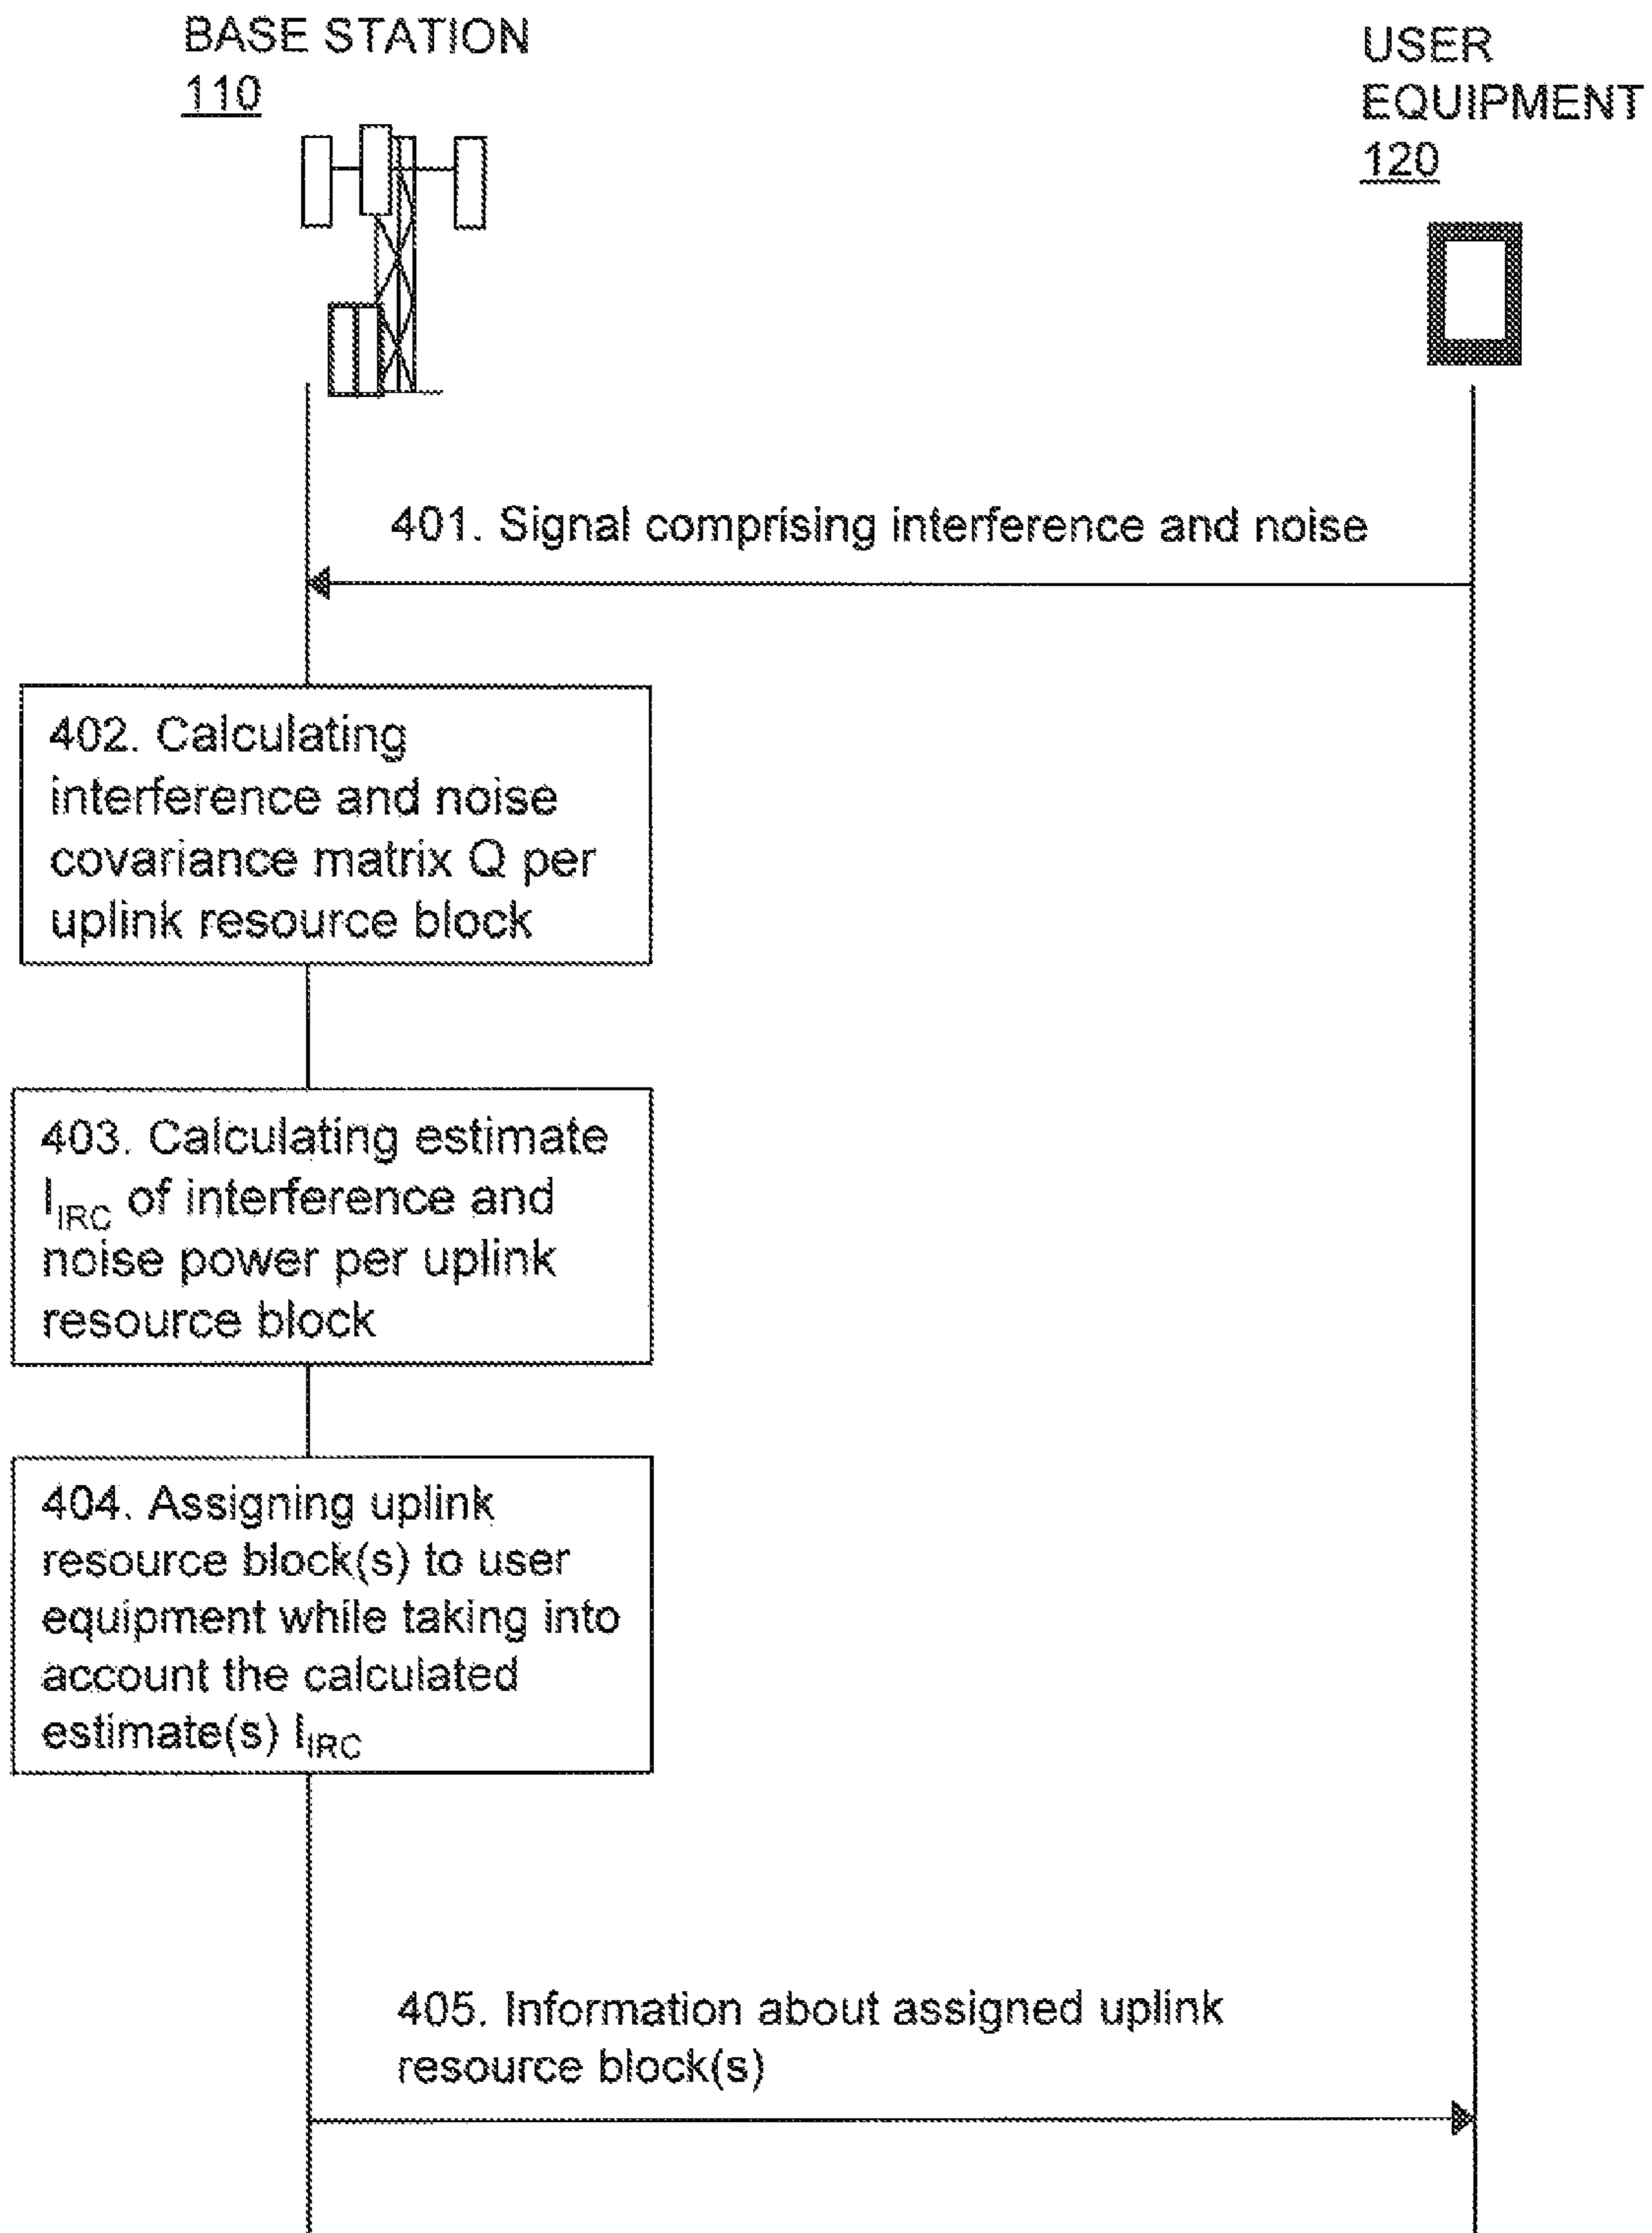 BASE STATION
110
USER
EQUIPMENT
120
401. Signal comprising interference and noise
402. Calculating
interference and noise
covariance matrix Q per
uplink resource block
403. Calculating estimate
I_IRC of interference and
noise power per uplink
resource block
404. Assigning uplink
resource block(s) to user
equipment while taking into
account the calculated
estimate(s) I_IRC
405. Information about assigned uplink
resource block(s)